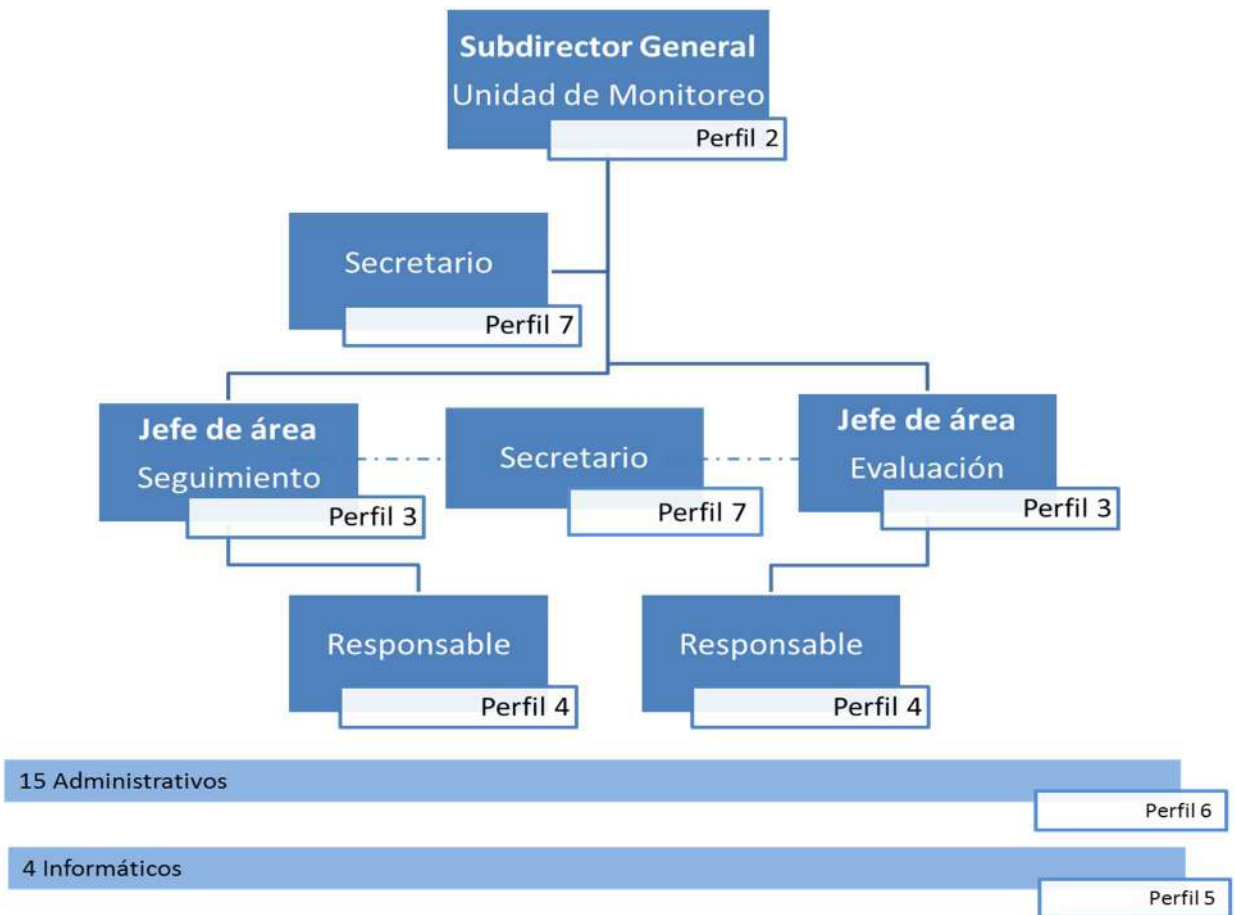 Subdirector General
Unidad de Monitoreo
Perfil 2
Secretario
Perfil 7
Jefe de área
Seguimiento
Perfil 3
Secretario
Perfil 7
Jefe de área
Evaluación
Perfil 3
Responsable
Perfil 4
Responsable
Perfil 4
15 Administrativos
Perfil 6
4 Informáticos
Perfil 5